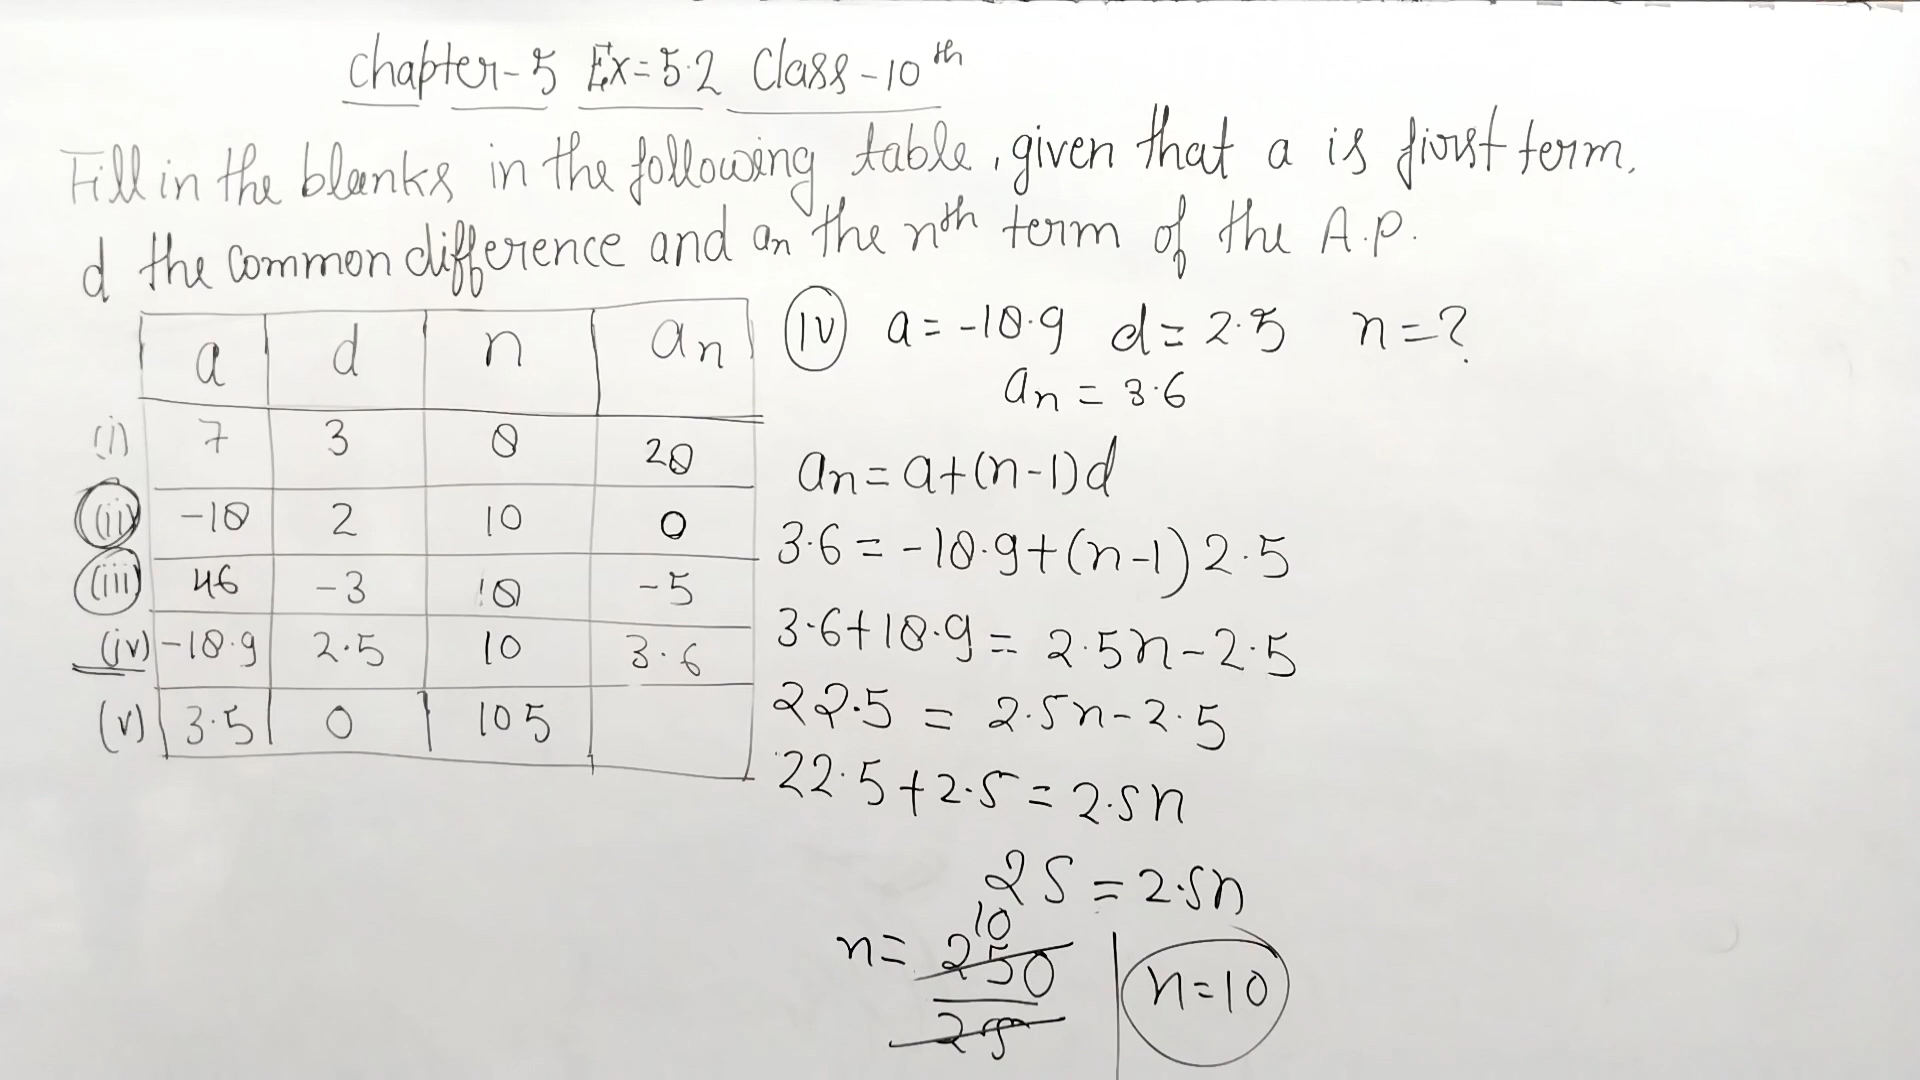 Chapter-5 Ex=5.2 Class-10th
Fill in the blanks in the following table, given that a is first term,
d the common difference and an the nth term of the A.P.
a d n an
(i) 7 3 8 28
(ii) -18 2 10 0
(iii) 46 -3 18 -5
(iv) -18.9 2.5 10 3.6
(v) 3.5 0 105
(iv) a = -18.9 d = 2.5 n = ?
an = 3.6
an = a+(n-1)d
3.6 = -18.9+(n-1) 2.5
3.6+18.9 = 2.5n-2.5
22.5 = 2.5n-2.5
22.5+2.5 = 2.5n
25 = 2.5n
10
n = 250
25
n=10